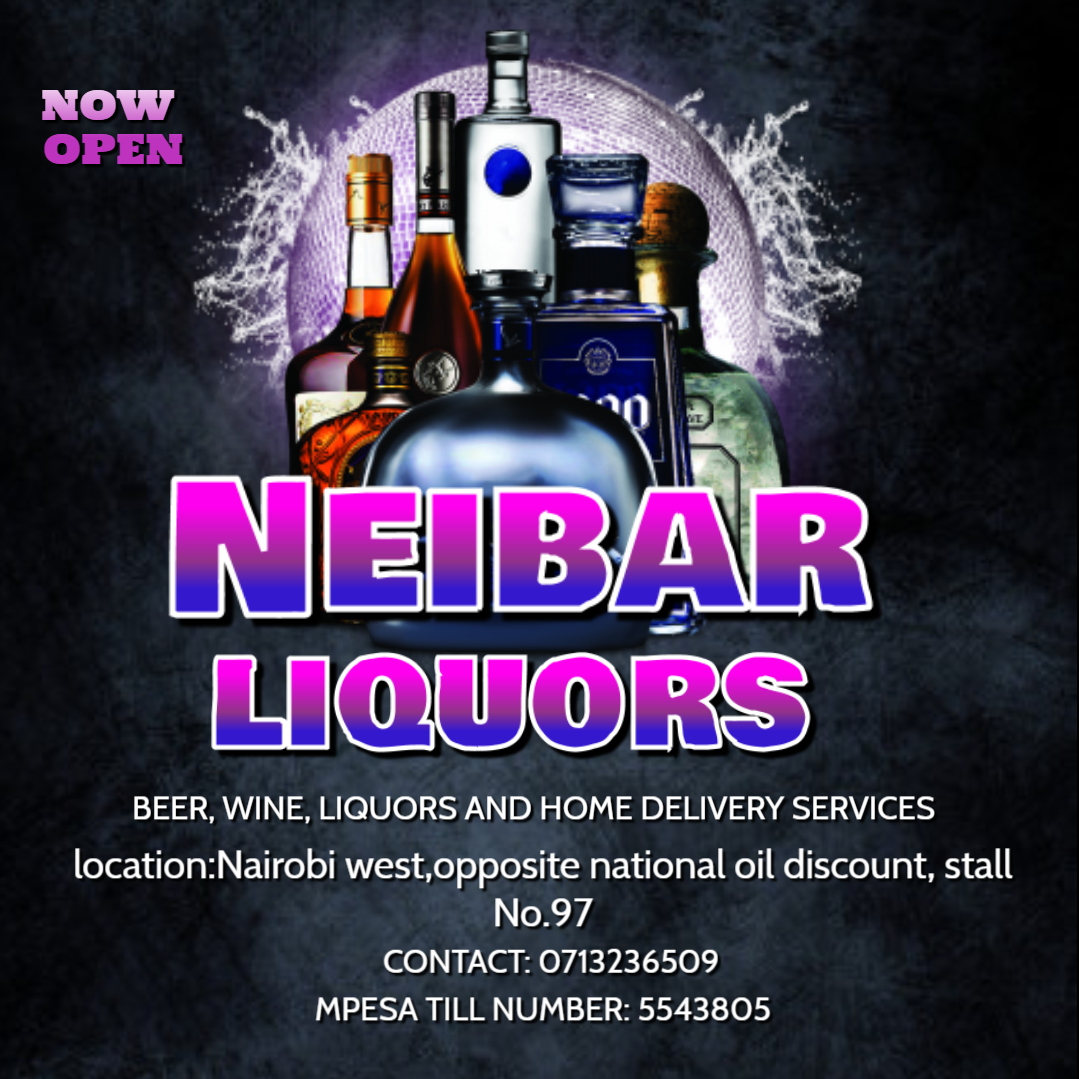 NOW
OPEN
NEIBAR
LIQUORS
BEER, WINE, LIQUORS AND HOME DELIVERY SERVICES
location:Nairobi west,opposite national oil discount, stall
No.97
CONTACT: 0713236509
MPESA TILL NUMBER: 5543805